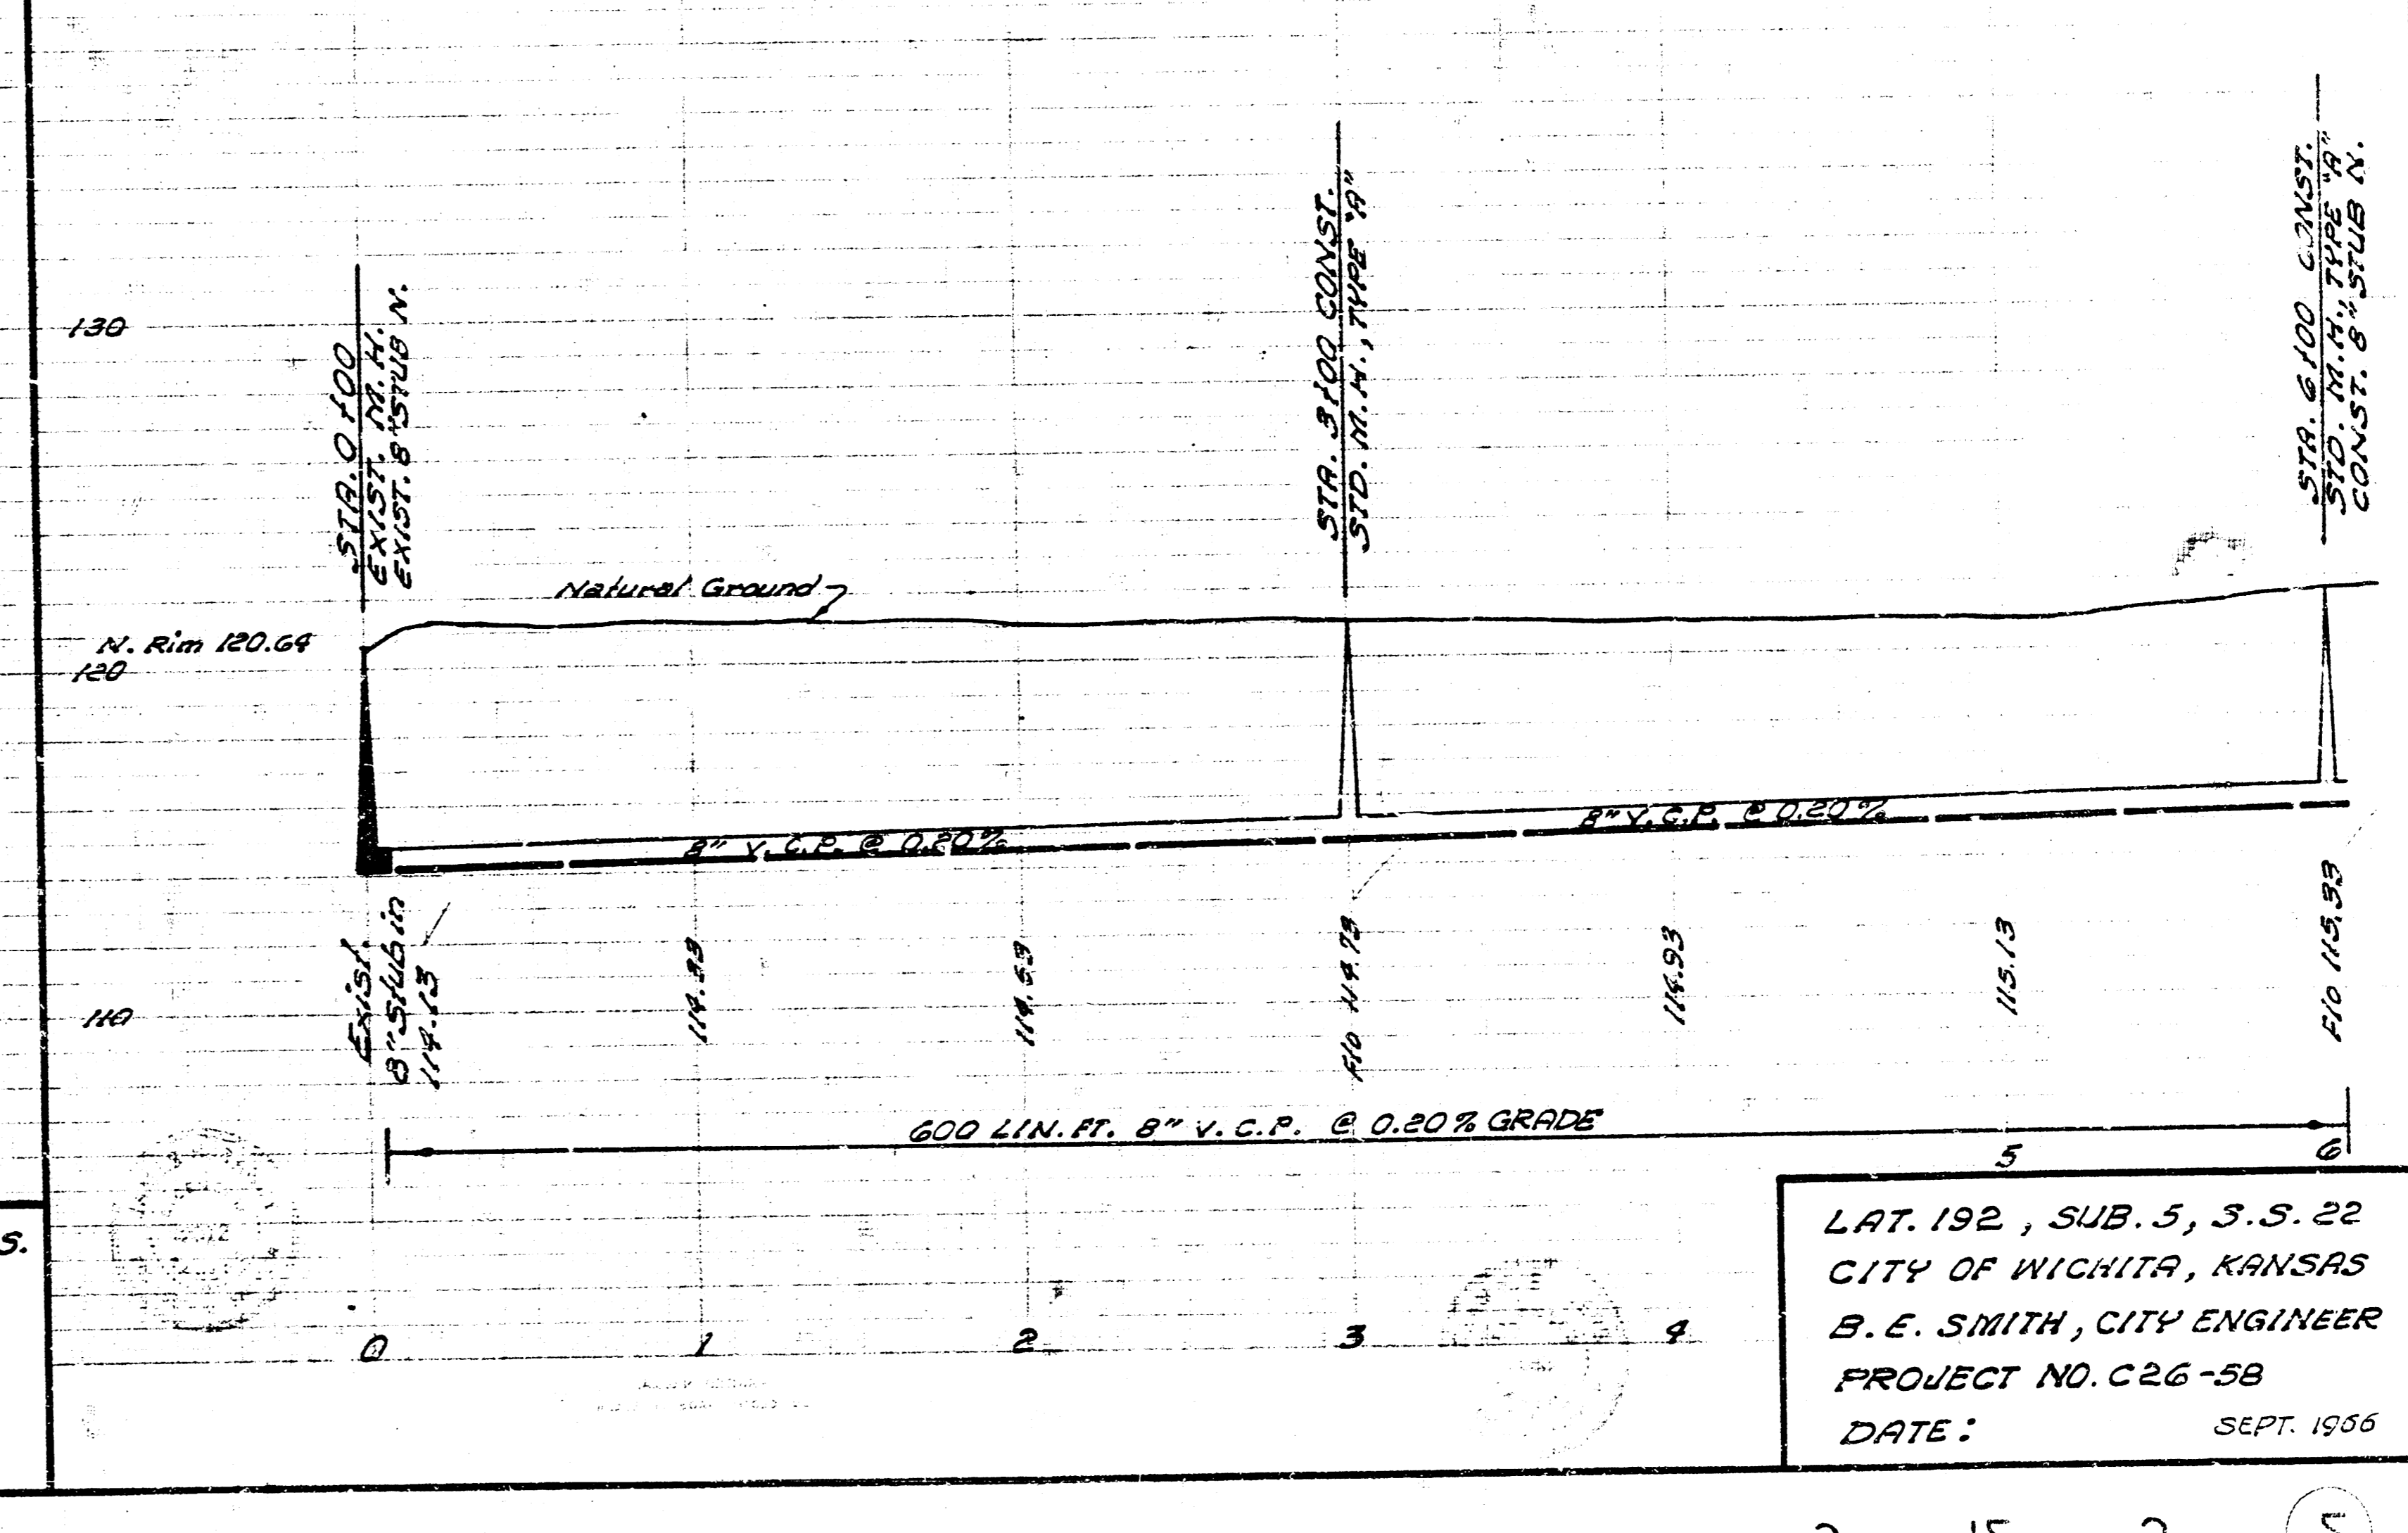 130
STA. 0+00
EXIST. M.H.
EXIST. 8" STUB N.
STA. 3+00 CONST.
STD. M.H., TYPE "A"
STA. 6+00 CONST.
STD. M.H., TYPE "A"
CONST. 8" STUB N.
Natural Ground
N. Rim 120.64
120
8" V.C.P. @ 0.20%
8" V.C.P. @ 0.20%
Exist.
8" Stub in
114.13
114.33
114.53
Flo 114.73
114.93
115.13
Flo 115.33
110
600 LIN. FT. 8" V.C.P. @ 0.20% GRADE
5
6
S.
0
1
2
3
4
LAT. 192, SUB. 5, S.S. 22
CITY OF WICHITA, KANSAS
B.E. SMITH, CITY ENGINEER
PROJECT NO. C26-58
DATE: SEPT. 1956